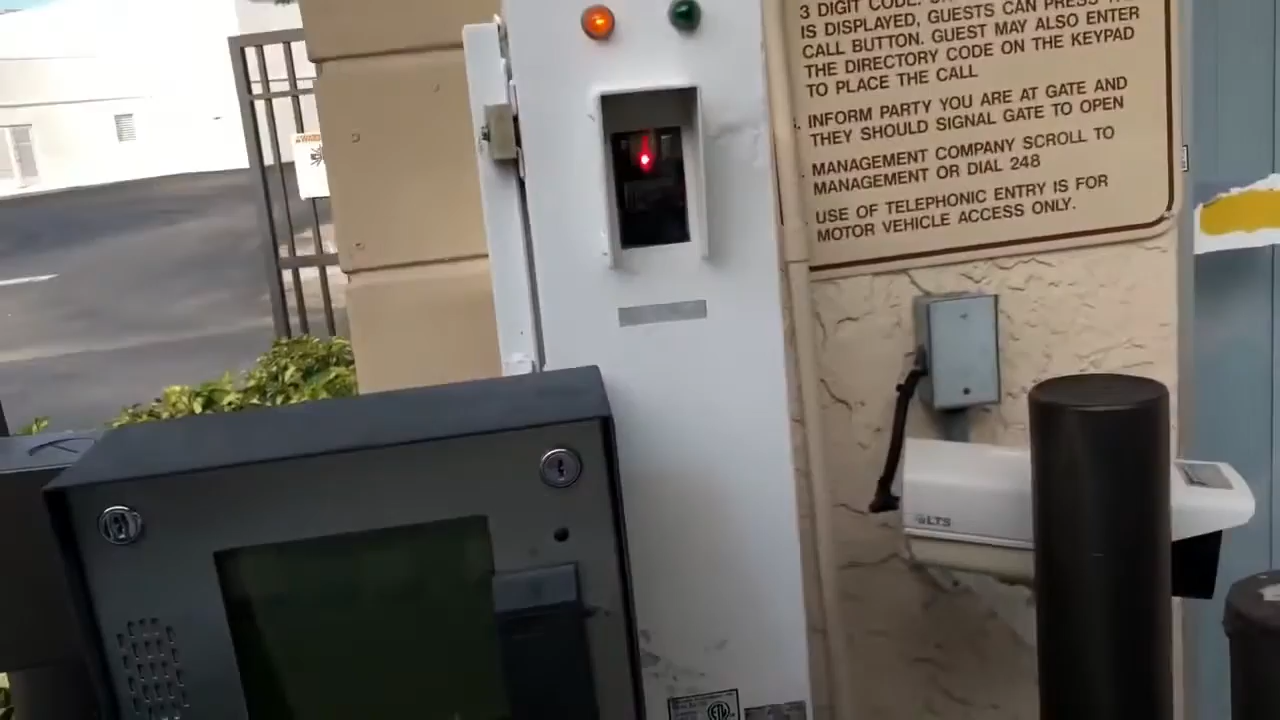 3 DIGIT CODE.
IS DISPLAYED, GUESTS CAN PRESS
CALL BUTTON. GUEST MAY ALSO ENTER
THE DIRECTORY CODE ON THE KEYPAD
TO PLACE THE CALL
INFORM PARTY YOU ARE AT GATE AND
THEY SHOULD SIGNAL GATE TO OPEN
MANAGEMENT COMPANY SCROLL TO
MANAGEMENT OR DIAL 248
USE OF TELEPHONIC ENTRY IS FOR
MOTOR VEHICLE ACCESS ONLY.
LTS